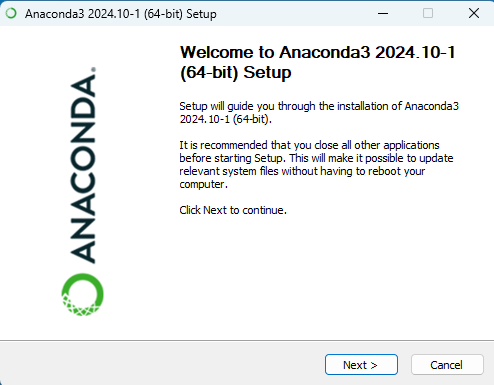 Anaconda3 2024.10-1 (64-bit) Setup
Welcome to Anaconda3 2024.10-1
(64-bit) Setup
Setup will guide you through the installation of Anaconda3
2024.10-1 (64-bit).
It is recommended that you close all other applications
before starting Setup. This will make it possible to update
relevant system files without having to reboot your
computer.
Click Next to continue.
ANACONDA.
Next >
Cancel